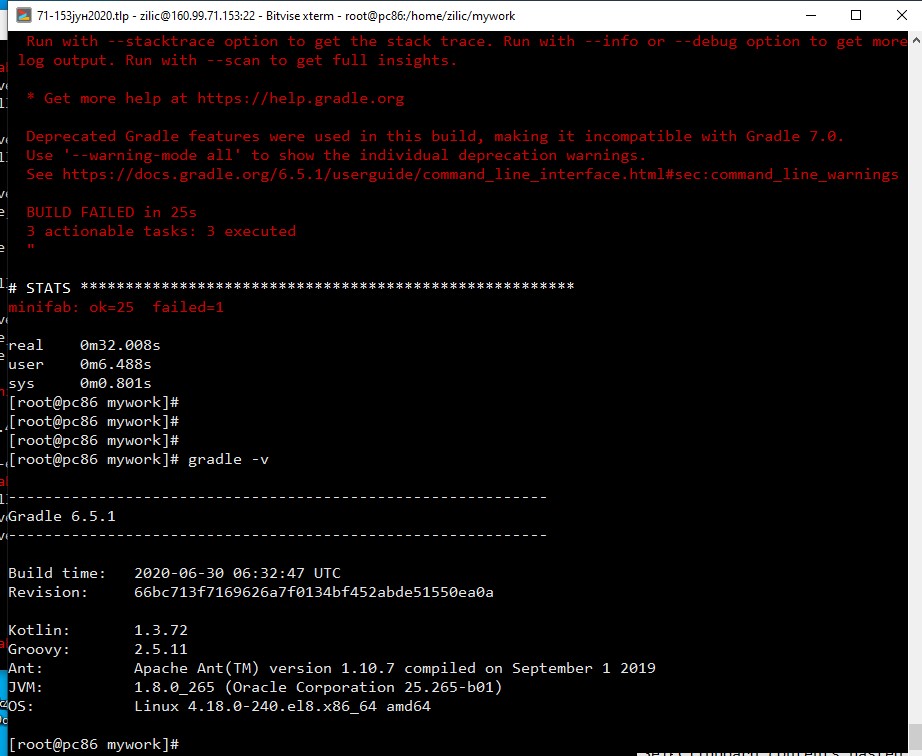 71-153јун2020.tlp - zilic@160.99.71.153:22 - Bitvise xterm - root@pc86:/home/zilic/mywork
Run with --stacktrace option to get the stack trace. Run with --info or --debug option to get more
log output. Run with --scan to get full insights.
* Get more help at https://help.gradle.org
Deprecated Gradle features were used in this build, making it incompatible with Gradle 7.0.
Use '--warning-mode all' to show the individual deprecation warnings.
See https://docs.gradle.org/6.5.1/userguide/command_line_interface.html#sec:command_line_warnings
BUILD FAILED in 25s
3 actionable tasks: 3 executed
"
# STATS *******************************************************
minifab: ok=25  failed=1
real    0m32.008s
user    0m6.488s
sys     0m0.801s
[root@pc86 mywork]#
[root@pc86 mywork]#
[root@pc86 mywork]#
[root@pc86 mywork]# gradle -v
------------------------------------------------------------
Gradle 6.5.1
------------------------------------------------------------
Build time:   2020-06-30 06:32:47 UTC
Revision:     66bc713f7169626a7f0134bf452abde51550ea0a
Kotlin:       1.3.72
Groovy:       2.5.11
Ant:          Apache Ant(TM) version 1.10.7 compiled on September 1 2019
JVM:          1.8.0_265 (Oracle Corporation 25.265-b01)
OS:           Linux 4.18.0-240.el8.x86_64 amd64
[root@pc86 mywork]#